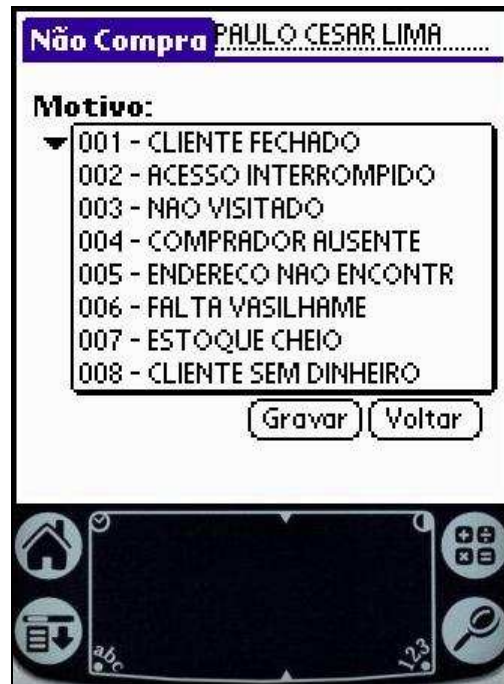 Não Compra PAULO CESAR LIMA
Motivo:
001 - CLIENTE FECHADO
002 - ACESSO INTERROMPIDO
003 - NAO VISITADO
004 - COMPRADOR AUSENTE
005 - ENDERECO NAO ENCONTR
006 - FALTA VASILHAME
007 - ESTOQUE CHEIO
008 - CLIENTE SEM DINHEIRO
Gravar Voltar
abc 123